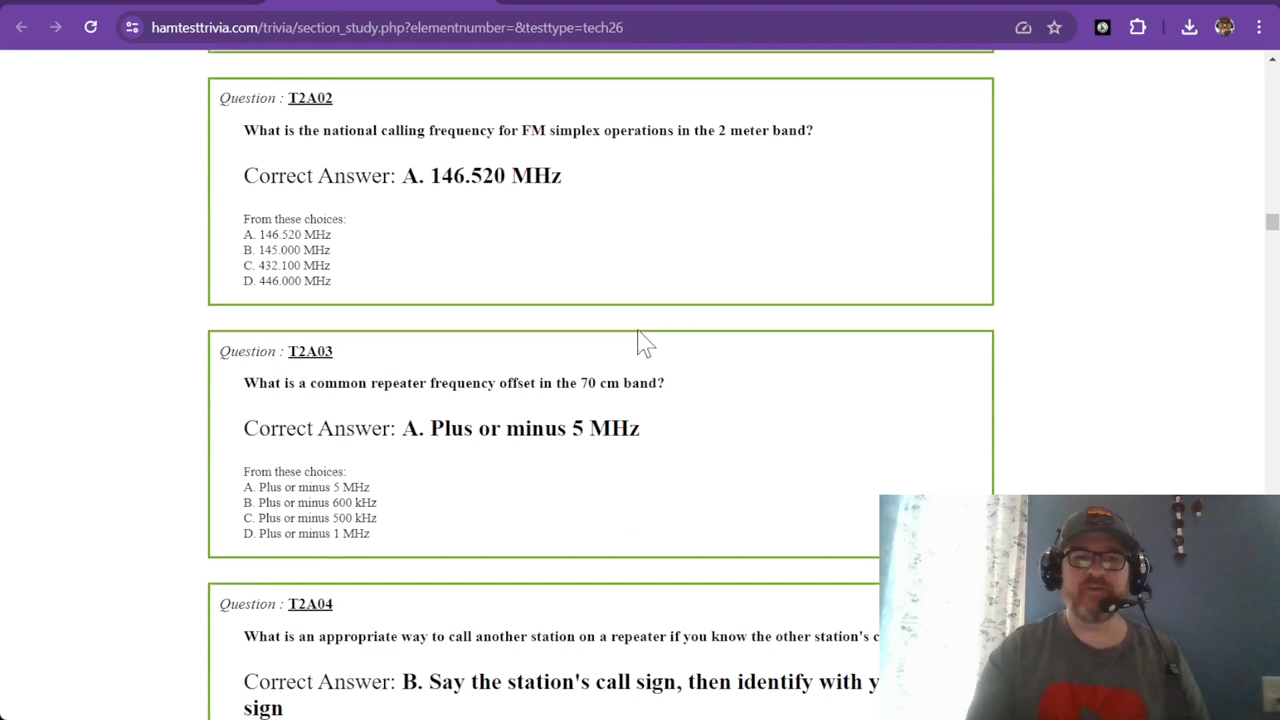 hamtesttrivia.com/trivia/section_study.php?elementnumber=&testtype=tech26
Question : T2A02
What is the national calling frequency for FM simplex operations in the 2 meter band?
Correct Answer: A. 146.520 MHz
From these choices:
A. 146.520 MHz
B. 145.000 MHz
C. 432.100 MHz
D. 446.000 MHz
Question : T2A03
What is a common repeater frequency offset in the 70 cm band?
Correct Answer: A. Plus or minus 5 MHz
From these choices:
A. Plus or minus 5 MHz
B. Plus or minus 600 kHz
C. Plus or minus 500 kHz
D. Plus or minus 1 MHz
Question : T2A04
What is an appropriate way to call another station on a repeater if you know the other station's c
Correct Answer: B. Say the station's call sign, then identify with y
sign